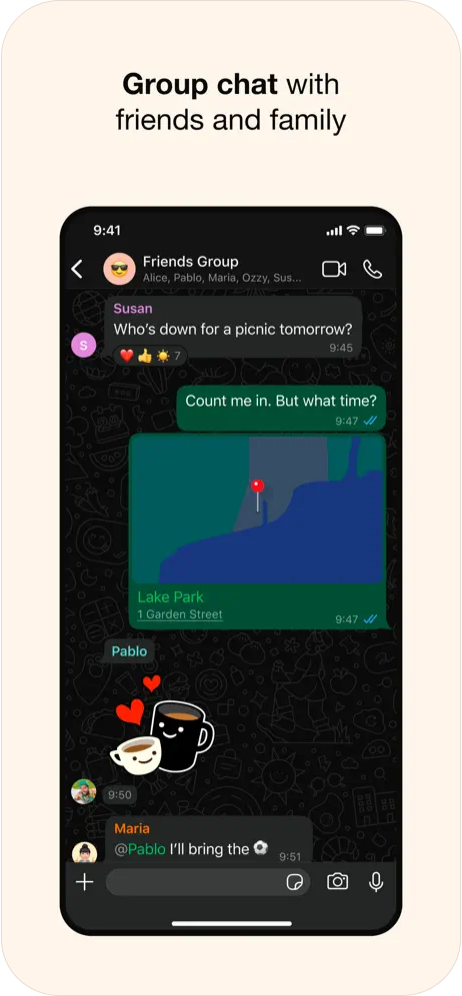 Group chat with
friends and family
9:41
Friends Group
Alice, Pablo, Maria, Ozzy, Sus...
Susan
Who's down for a picnic tomorrow?
S
7
9:45
Count me in. But what time?
9:47
Lake Park
1 Garden Street
9:47
Pablo
9:50
María
@Pablo I'll bring the ⚽
9:51